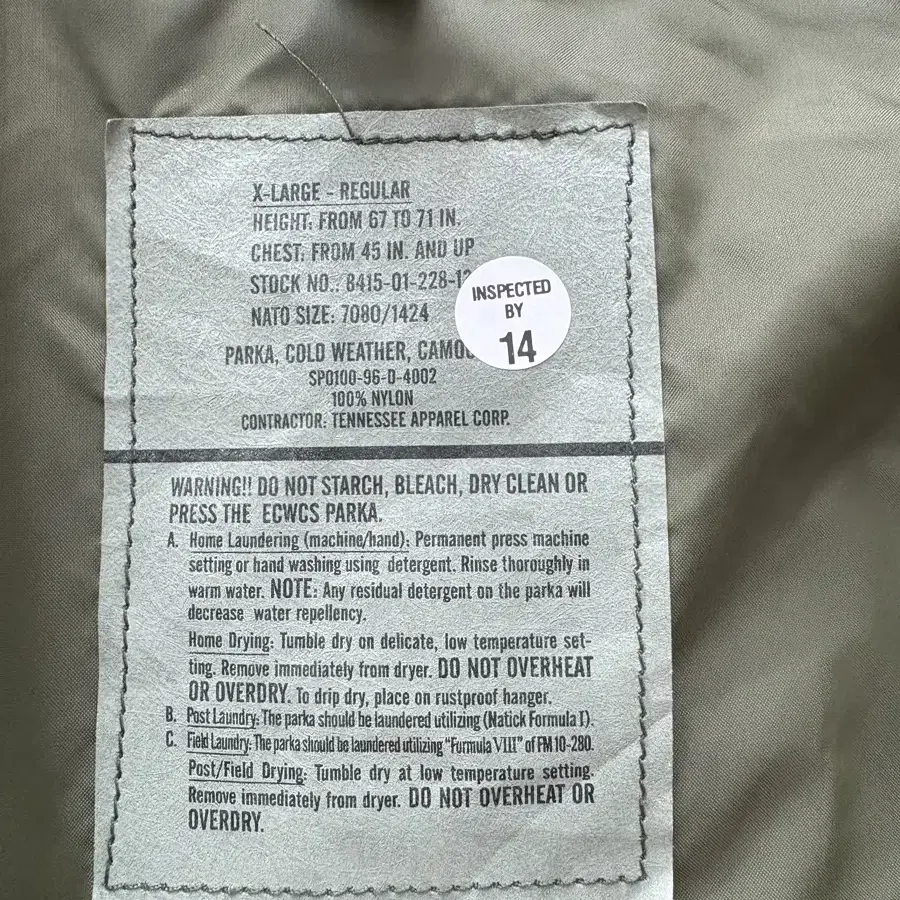 X-LARGE - REGULAR
HEIGHT: FROM 67 TO 71 IN.
CHEST: FROM 45 IN. AND UP
STOCK NO.: 8415-01-228-1
NATO SIZE: 7080/1424
INSPECTED
BY
14
PARKA, COLD WEATHER,
SPO100-96-D-4002
100% NYLON
CONTRACTOR: TENNESSEE APPAREL CORP.
WARNING!! DO NOT STARCH, BLEACH, DRY CLEAN OR
PRESS THE ECWCS PARKA.
A. Home Laundering (machine/hand): Permanent press machine
setting or hand washing using detergent. Rinse thoroughly in
warm water. NOTE: Any residual detergent on the parka will
decrease water repellency.
Home Drying: Tumble dry on delicate, low temperature set-
ting. Remove immediately from dryer. DO NOT OVERHEAT
OR OVERDRY. To drip dry, place on rustproof hanger.
B. Post Laundry: The parka should be laundered utilizing (Natick Formula I).
C. Field Laundry: The parka should be laundered utilizing "Formula VIII" of FM 10-280.
Post/Field Drying: Tumble dry at low temperature setting.
Remove immediately from dryer. DO NOT OVERHEAT OR
OVERDRY.